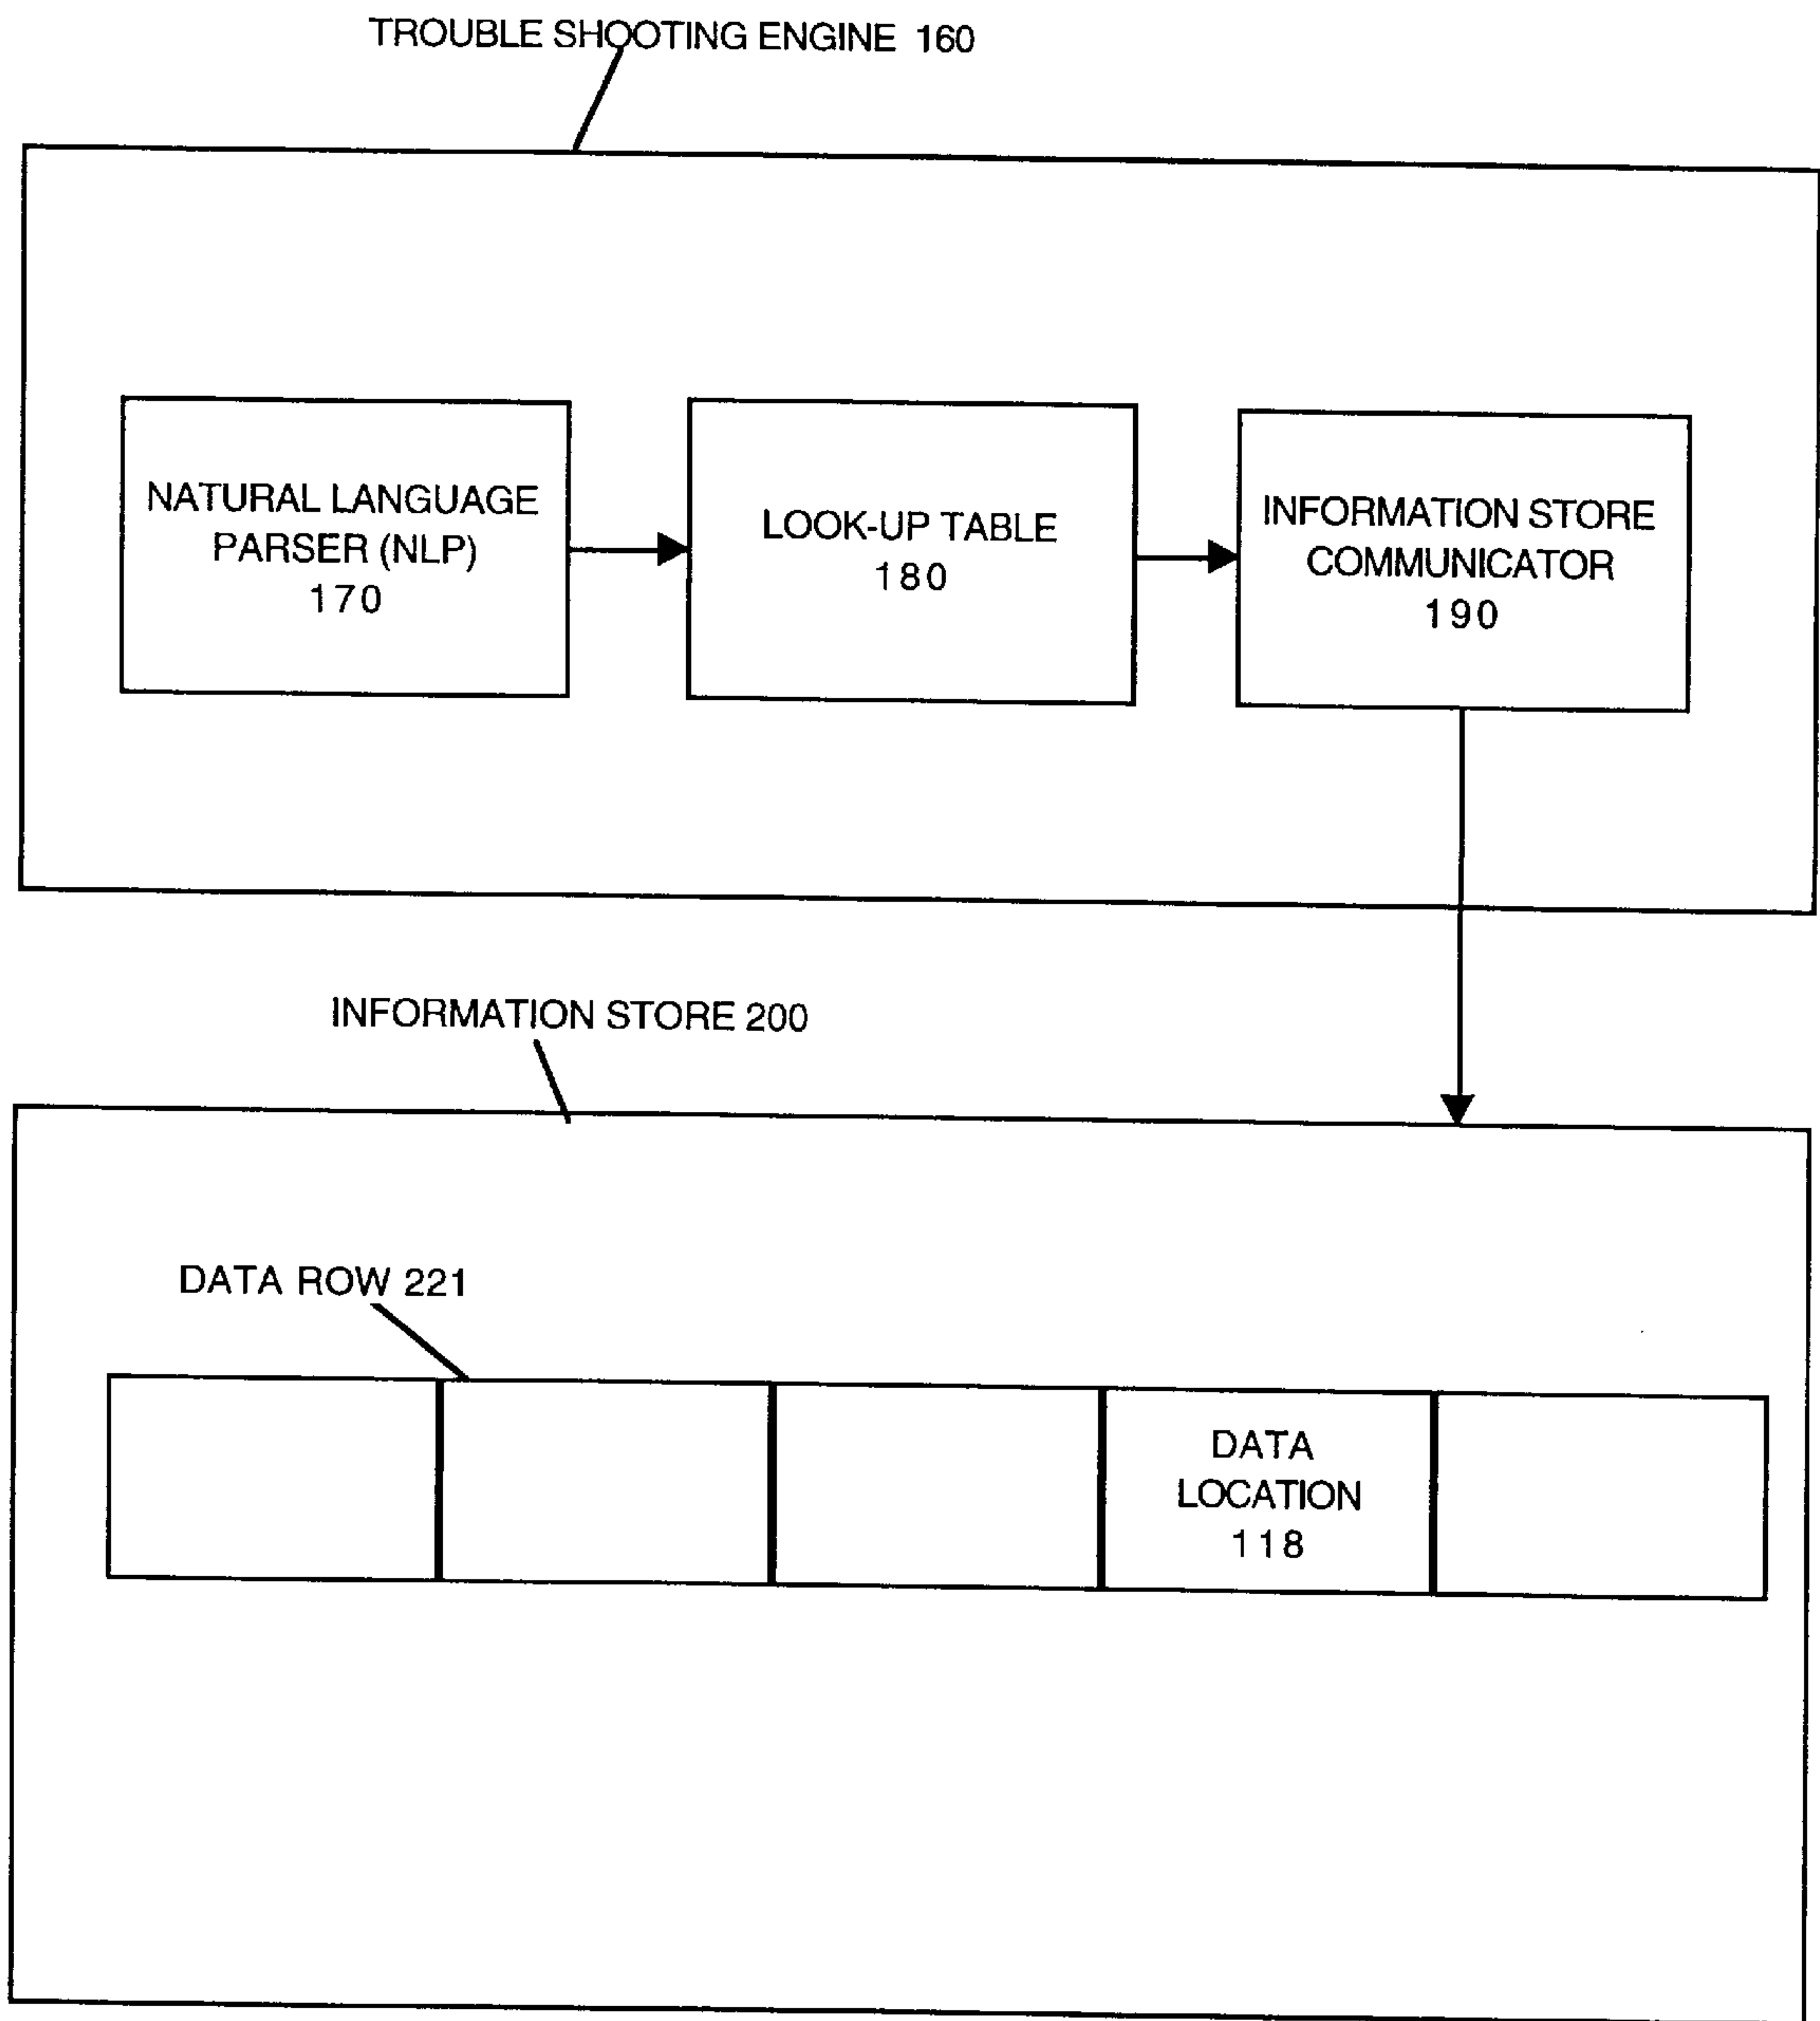 TROUBLE SHOOTING ENGINE 160
NATURAL LANGUAGE
PARSER (NLP)
170
LOOK-UP TABLE
180
INFORMATION STORE
COMMUNICATOR
190
INFORMATION STORE 200
DATA ROW 221
DATA
LOCATION
118